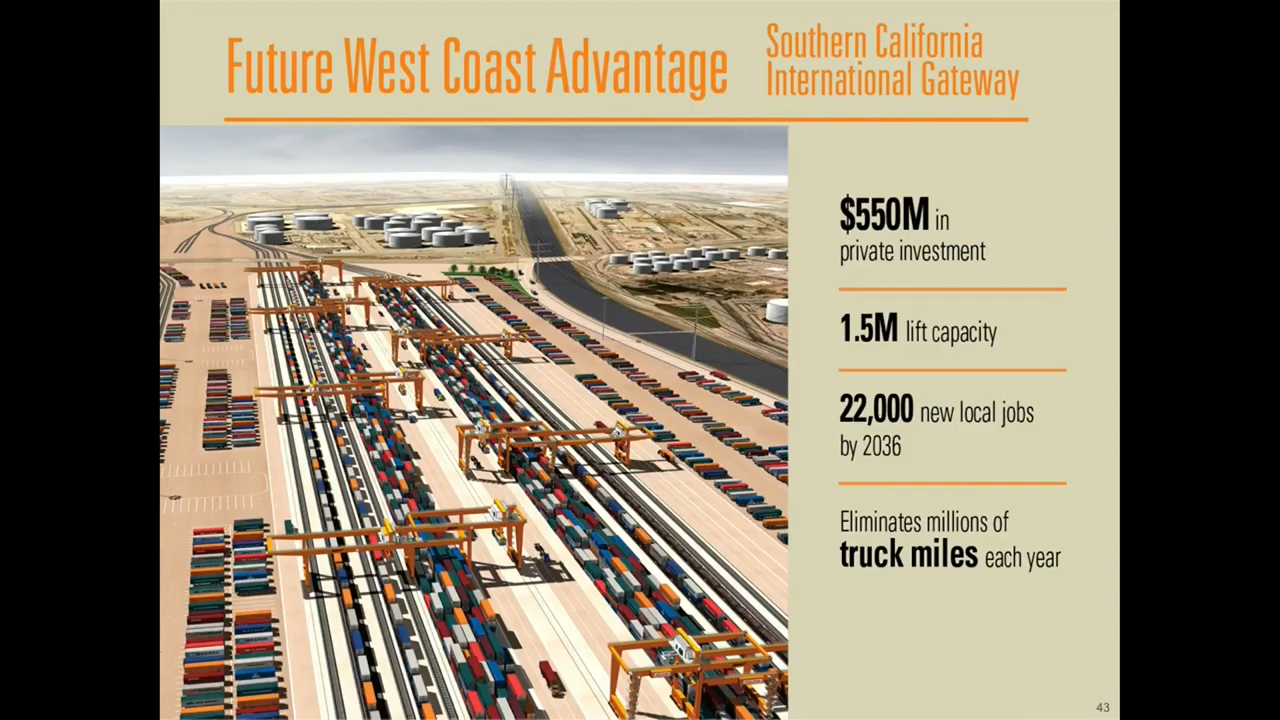 Future West Coast Advantage
Southern California
International Gateway
$550M in
private investment
1.5M lift capacity
22,000 new local jobs
by 2036
Eliminates millions of
truck miles each year
43